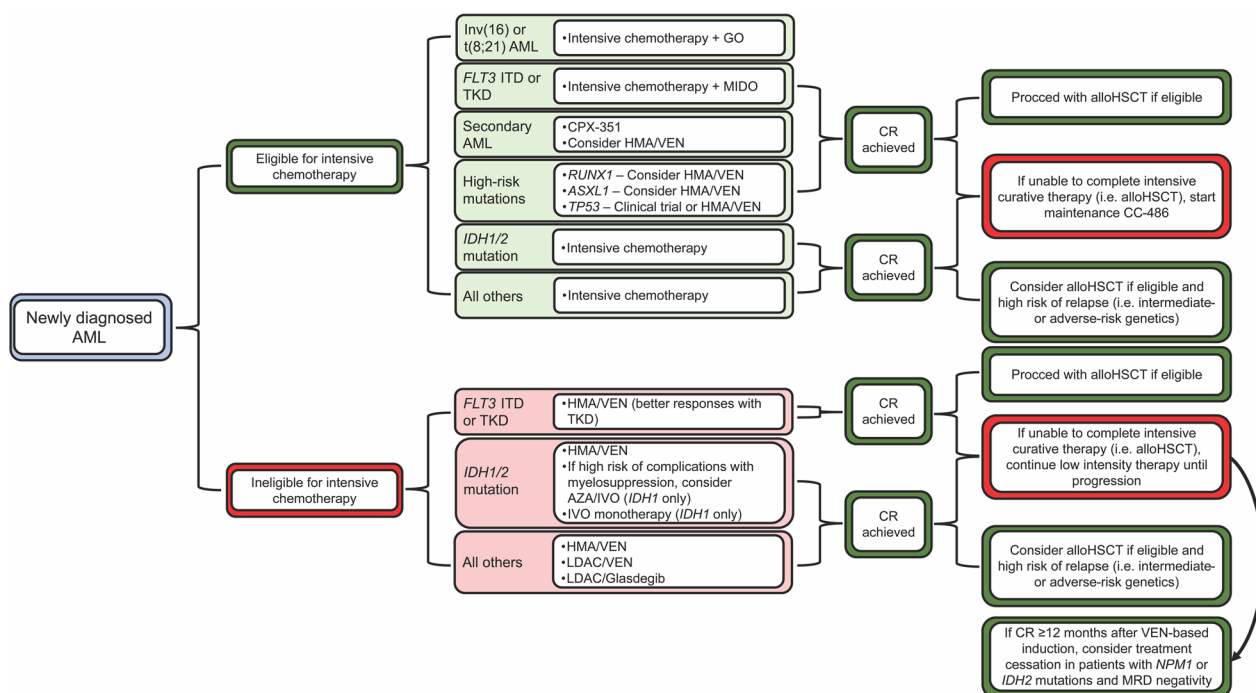 Newly diagnosed
AML
Eligible for intensive
chemotherapy
Inv(16) or
t(8;21) AML
•Intensive chemotherapy + GO
FLT3 ITD or
TKD
•Intensive chemotherapy + MIDO
Secondary
AML
•CPX-351
•Consider HMA/VEN
High-risk
mutations
•RUNX1 – Consider HMA/VEN
•ASXL1 – Consider HMA/VEN
•TP53 – Clinical trial or HMA/VEN
IDH1/2
mutation
•Intensive chemotherapy
All others
•Intensive chemotherapy
CR
achieved
CR
achieved
Procced with alloHSCT if eligible
If unable to complete intensive
curative therapy (i.e. alloHSCT), start
maintenance CC-486
Consider alloHSCT if eligible and
high risk of relapse (i.e. intermediate-
or adverse-risk genetics)
Ineligible for intensive
chemotherapy
FLT3 ITD
or TKD
•HMA/VEN (better responses with
TKD)
IDH1/2
mutation
•HMA/VEN
•If high risk of complications with
myelosuppression, consider
AZA/IVO (IDH1 only)
•IVO monotherapy (IDH1 only)
All others
•HMA/VEN
•LDAC/VEN
•LDAC/Glasdegib
CR
achieved
CR
achieved
Procced with alloHSCT if eligible
If unable to complete intensive
curative therapy (i.e. alloHSCT),
continue low intensity therapy until
progression
Consider alloHSCT if eligible and
high risk of relapse (i.e. intermediate-
or adverse-risk genetics)
If CR ≥12 months after VEN-based
induction, consider treatment
cessation in patients with NPM1 or
IDH2 mutations and MRD negativity